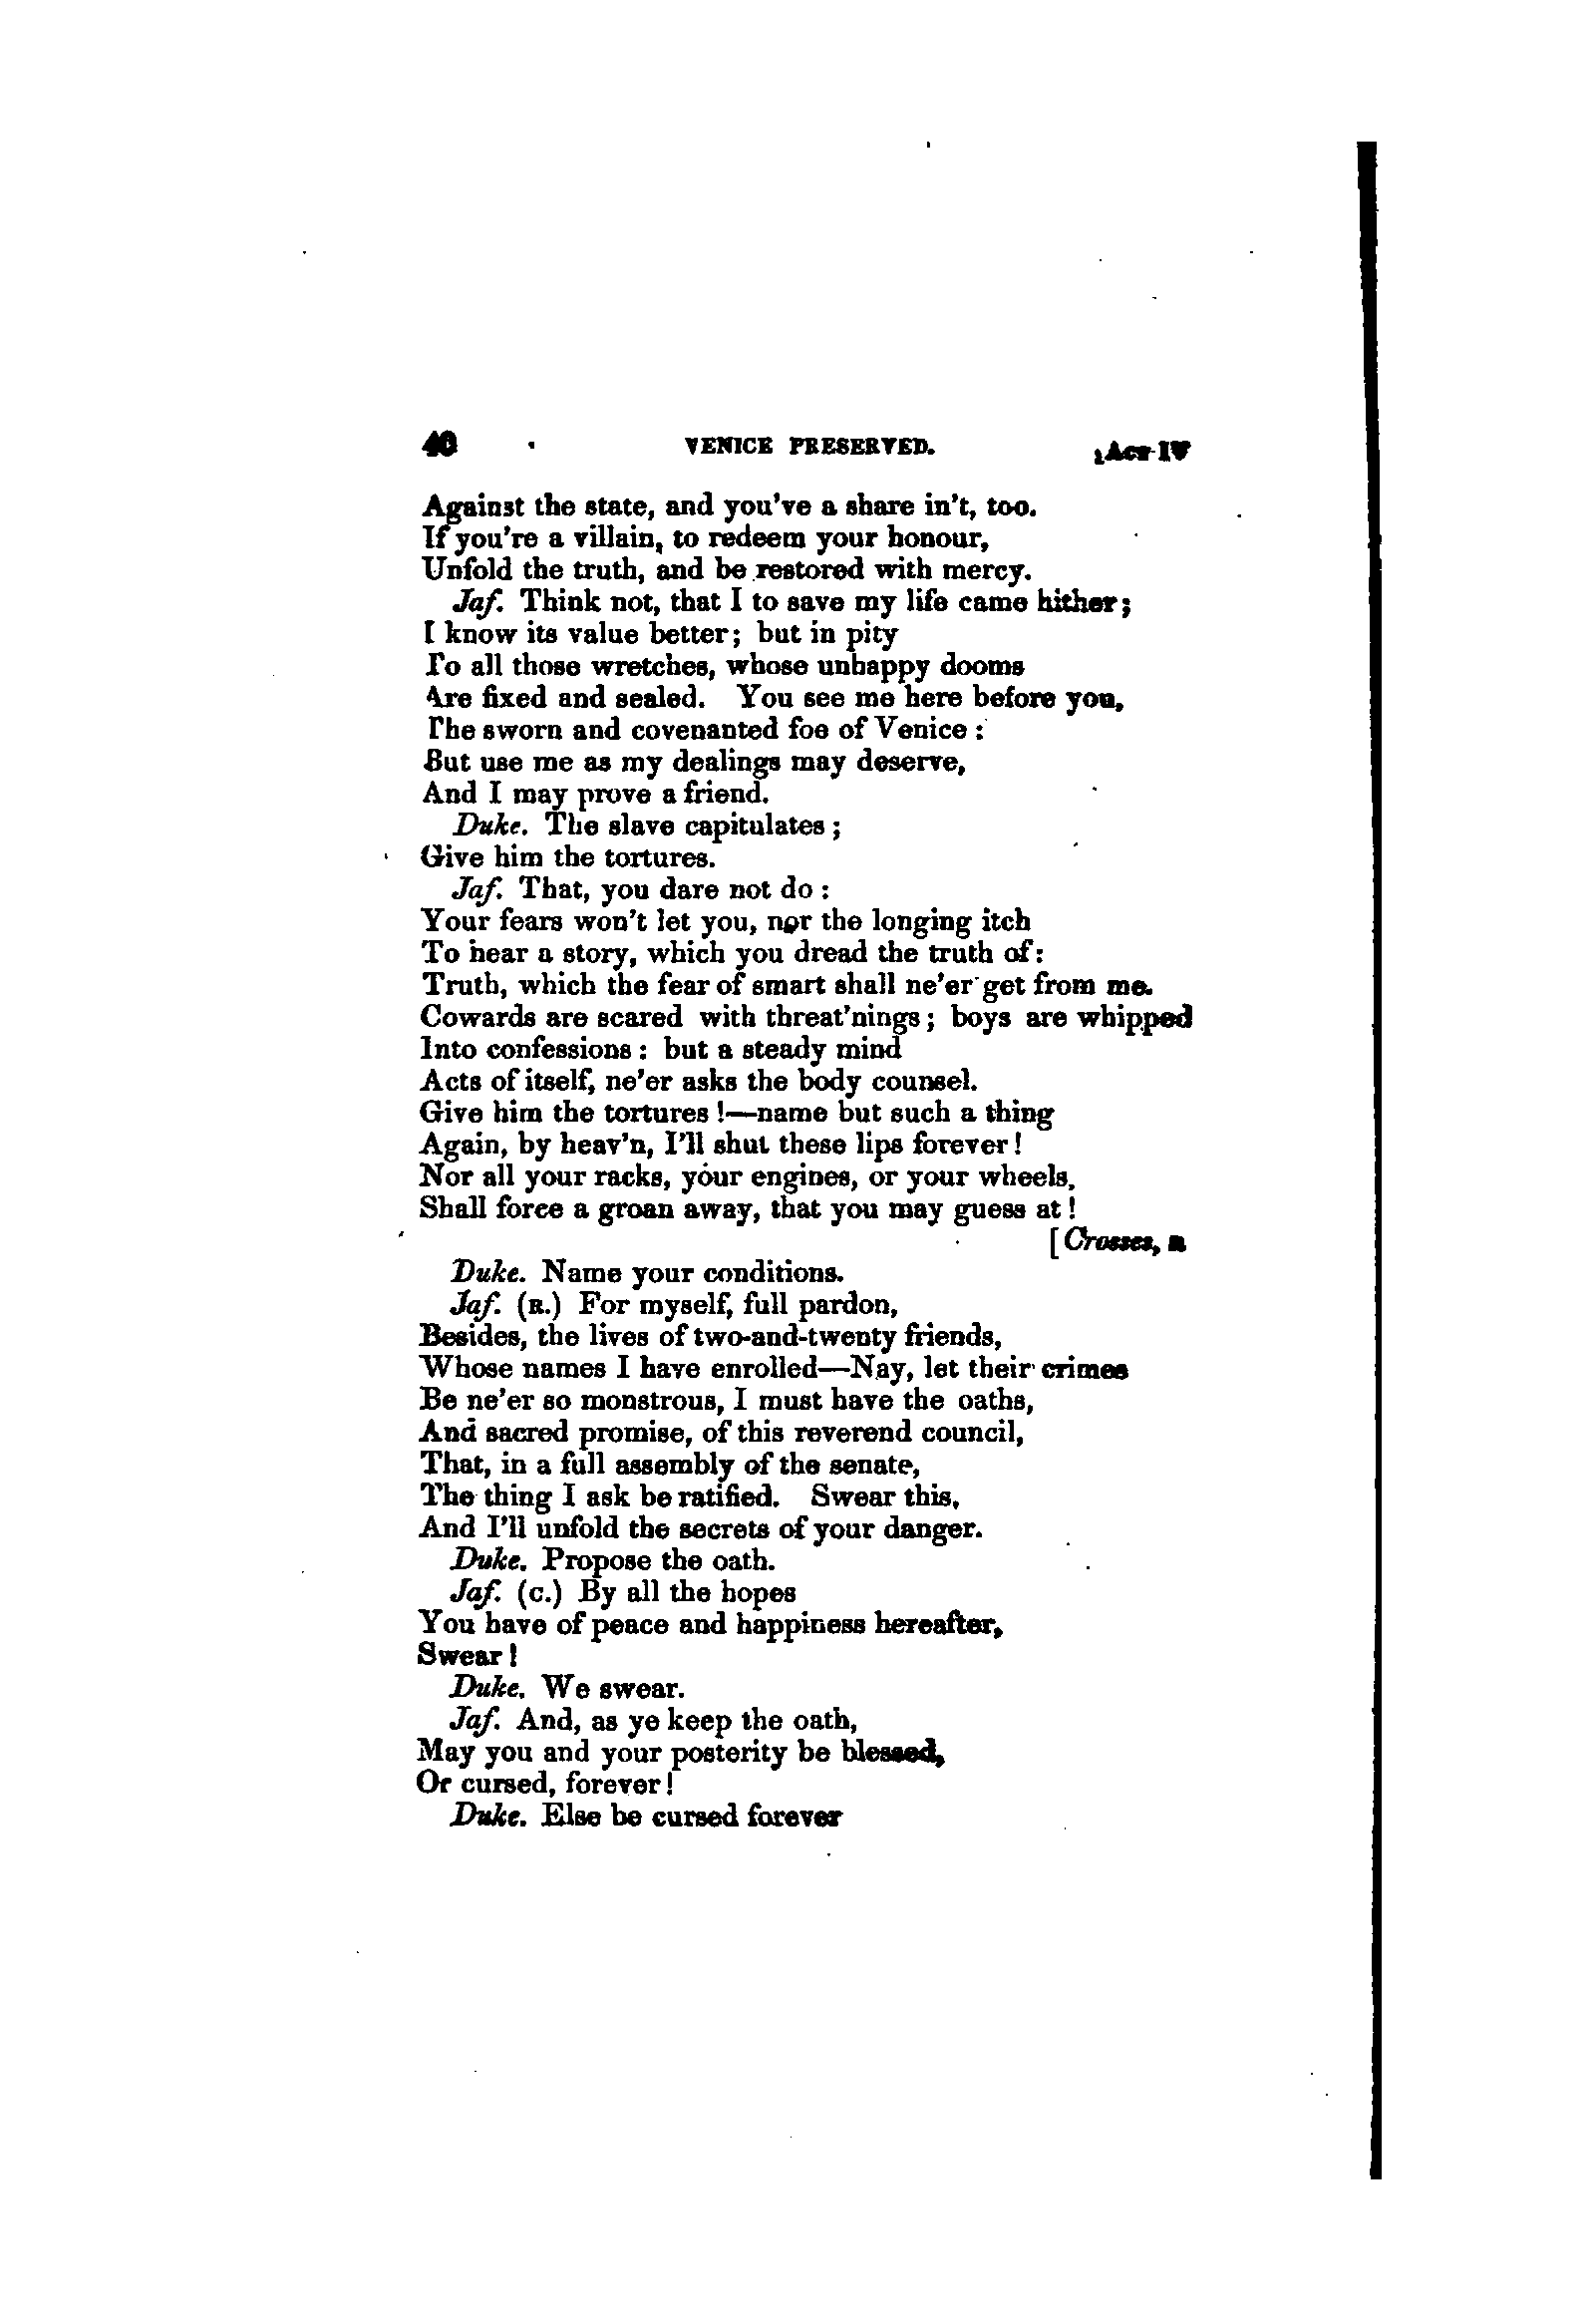 40 VENICE PRESERVED. [Act IV
Against the state, and you've a share in't, too.
If you're a villain, to redeem your honour,
Unfold the truth, and be restored with mercy.
Jaf. Think not, that I to save my life came hither;
I know its value better; but in pity
To all those wretches, whose unhappy dooms
Are fixed and sealed. You see me here before you,
The sworn and covenanted foe of Venice:
But use me as my dealings may deserve,
And I may prove a friend.
Duke. The slave capitulates;
Give him the tortures.
Jaf. That, you dare not do:
Your fears won't let you, nor the longing itch
To hear a story, which you dread the truth of:
Truth, which the fear of smart shall ne'er get from me.
Cowards are scared with threat'nings; boys are whipped
Into confessions: but a steady mind
Acts of itself, ne'er asks the body counsel.
Give him the tortures!—name but such a thing
Again, by heav'n, I'll shut these lips forever!
Nor all your racks, your engines, or your wheels,
Shall force a groan away, that you may guess at!
[Crosses, R
Duke. Name your conditions.
Jaf. (R.) For myself, full pardon,
Besides, the lives of two-and-twenty friends,
Whose names I have enrolled—Nay, let their crimes
Be ne'er so monstrous, I must have the oaths,
And sacred promise, of this reverend council,
That, in a full assembly of the senate,
The thing I ask be ratified. Swear this,
And I'll unfold the secrets of your danger.
Duke. Propose the oath.
Jaf. (C.) By all the hopes
You have of peace and happiness hereafter,
Swear!
Duke. We swear.
Jaf. And, as ye keep the oath,
May you and your posterity be blessed,
Or cursed, forever!
Duke. Else be cursed forever